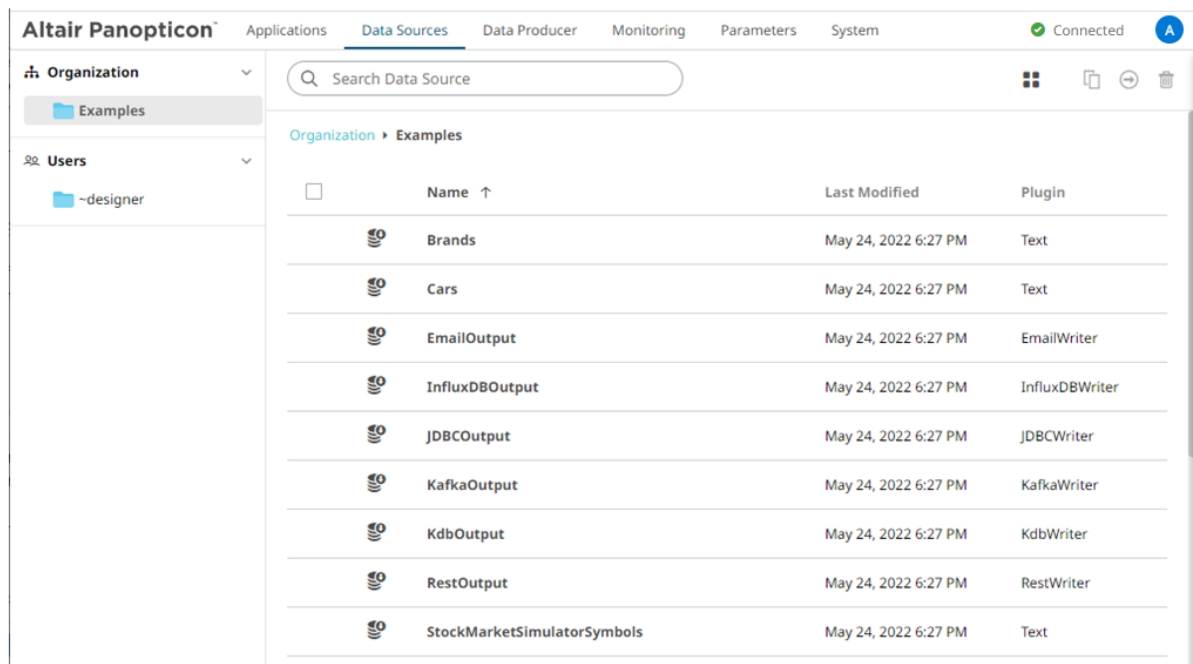 Altair Panopticon™ Applications Data Sources Data Producer Monitoring Parameters System Connected A
Organization
Examples
Users
~designer
Search Data Source
Organization ▸ Examples
Name ↑ Last Modified Plugin
Brands May 24, 2022 6:27 PM Text
Cars May 24, 2022 6:27 PM Text
EmailOutput May 24, 2022 6:27 PM EmailWriter
InfluxDBOutput May 24, 2022 6:27 PM InfluxDBWriter
JDBCOutput May 24, 2022 6:27 PM JDBCWriter
KafkaOutput May 24, 2022 6:27 PM KafkaWriter
KdbOutput May 24, 2022 6:27 PM KdbWriter
RestOutput May 24, 2022 6:27 PM RestWriter
StockMarketSimulatorSymbols May 24, 2022 6:27 PM Text